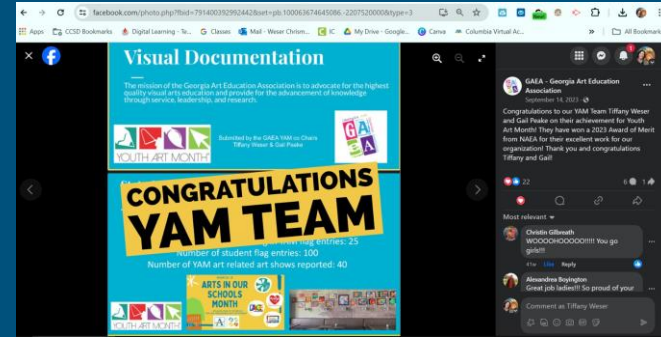 facebook.com/photo.php?fbid=7914003929924428set=pb.100063674645086.-2207520000&type=3
Apps
CCSD Bookmarks
Digital Learning - Te...
Classes
Mail - Weser Christm...
IC
My Drive - Google...
Canva
Columbia Virtual Ac...
All Bookmarks
Visual Documentation
The mission of the Georgia Art Education Association is to advocate for the highest
quality visual arts education and provide for the advancement of knowledge
through service, leadership, and research.
YOUTH ART MONTH
Submitted by the GAEA YAM co Chairs
Tiffany Weser & Gail Peake
GAEA
CONGRATULATIONS
YAM TEAM
flag entries: 25
Number of student flag entries: 100
Number of YAM art related art shows reported: 40
YOUTH ART MONTH
ARTS IN OUR
SCHOOLS
MONTH
GAEA - Georgia Art Education
Association
September 14, 2023
Congratulations to our YAM Team Tiffany Weser
and Gail Peake on their achievement for Youth
Art Month! They have won a 2023 Award of Merit
from NAEA for their excellent work for our
organization! Thank you and congratulations
Tiffany and Gail!
22
6
1
Most relevant
Christin Gilbreath
WOOOOHOOOOO!!!!! You go
girls!!!
41w Like Reply
Alexandrea Boyington
Great job ladies!!! So proud of your
Comment as Tiffany Weser